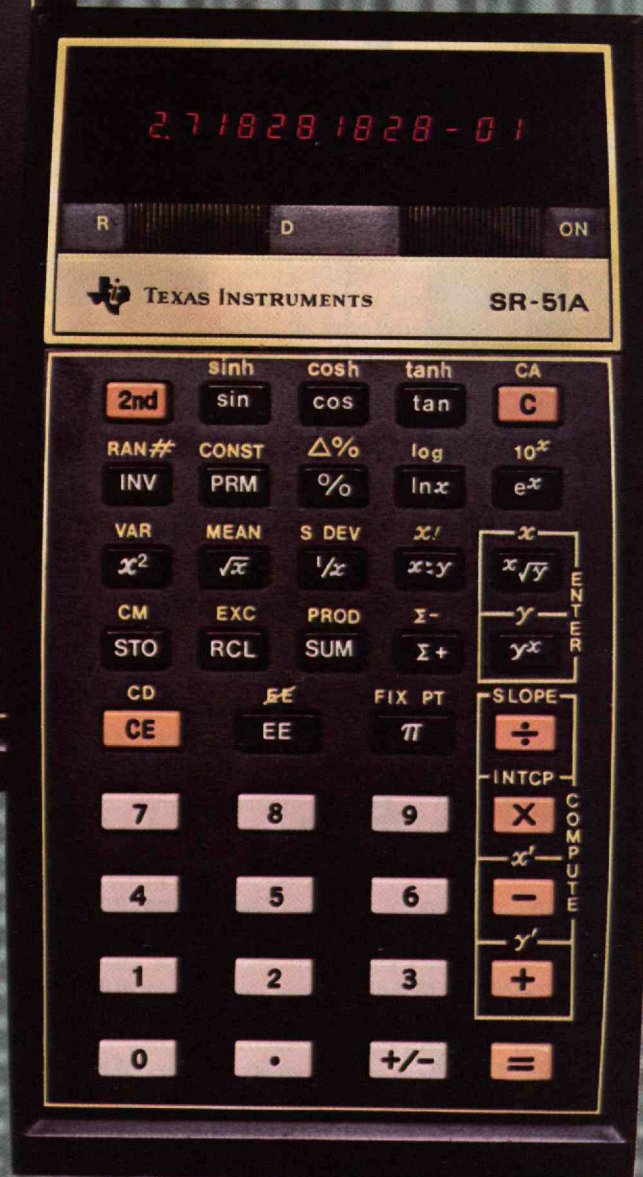 2.718281828-01
R D ON
TEXAS INSTRUMENTS SR-51A
sinh cosh tanh CA
2nd sin cos tan C
RAN# CONST Δ% log 10ˣ
INV PRM % lnx eˣ
VAR MEAN S DEV x! x
x² √x 1/x x:y ˣ√y
CM EXC PROD Σ- y
STO RCL SUM Σ+ yˣ
ENTER
CD EE FIX PT SLOPE
CE EE π ÷
INTCP
7 8 9 ×
x′
4 5 6 −
y′
1 2 3 +
COMPUTE
0 . +/- =